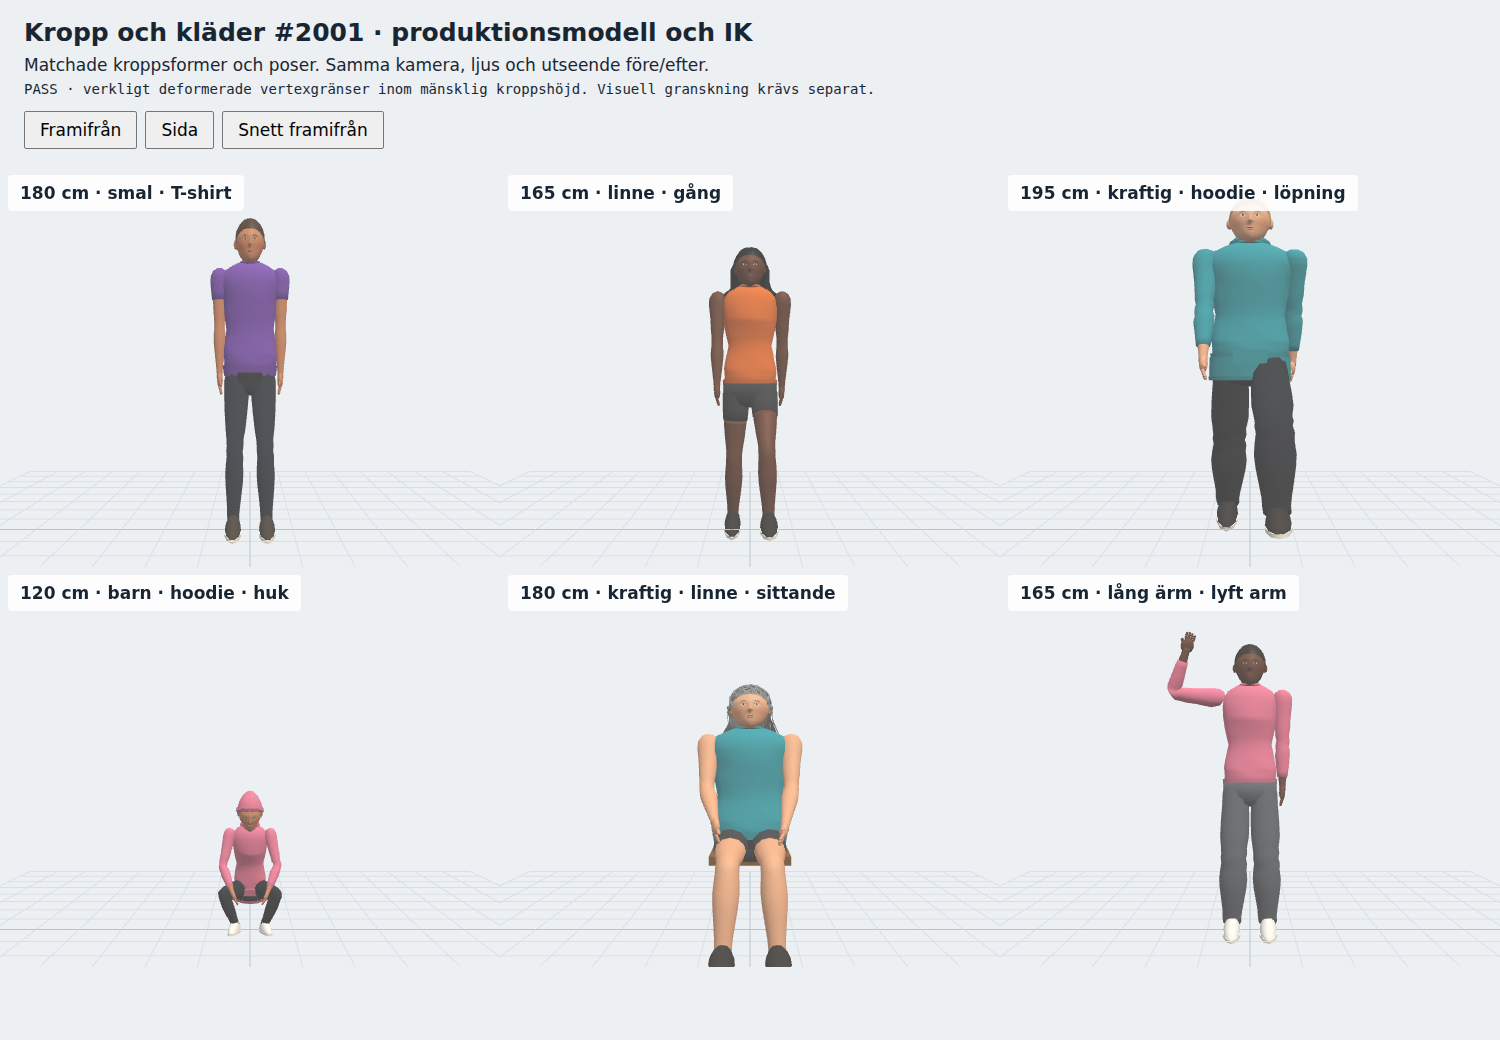 Kropp och kläder #2001 · produktionsmodell och IK
Matchade kroppsformer och poser. Samma kamera, ljus och utseende före/efter.
PASS · verkligt deformerade vertexgränser inom mänsklig kroppshöjd. Visuell granskning krävs separat.
Framifrån Sida Snett framifrån
180 cm · smal · T-shirt
165 cm · linne · gång
195 cm · kraftig · hoodie · löpning
120 cm · barn · hoodie · huk
180 cm · kraftig · linne · sittande
165 cm · lång ärm · lyft arm